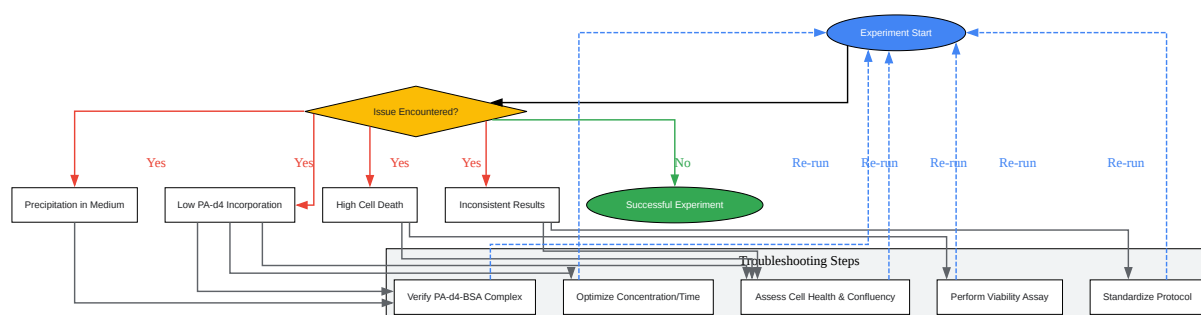 Experiment Start
Issue Encountered?
Yes
Yes
Yes
Yes
No
Re-run
Re-run
Re-run
Re-run
Re-run
Precipitation in Medium
Low PA-d4 Incorporation
High Cell Death
Inconsistent Results
Successful Experiment
Troubleshooting Steps
Verify PA-d4-BSA Complex
Optimize Concentration/Time
Assess Cell Health & Confluency
Perform Viability Assay
Standardize Protocol